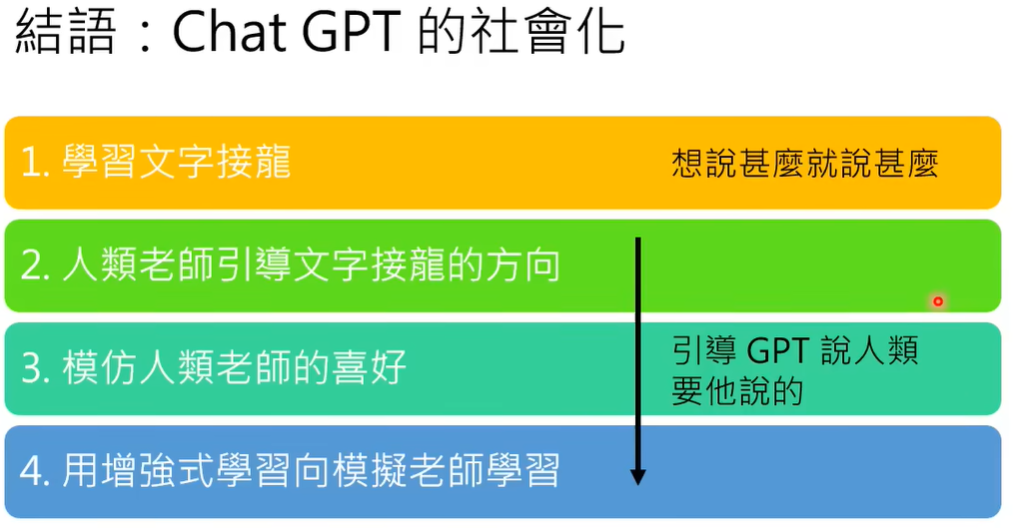 結語：Chat GPT 的社會化
1. 學習文字接龍
想說甚麼就說甚麼
2. 人類老師引導文字接龍的方向
3. 模仿人類老師的喜好
引導 GPT 說人類
要他說的
4. 用增強式學習向模擬老師學習